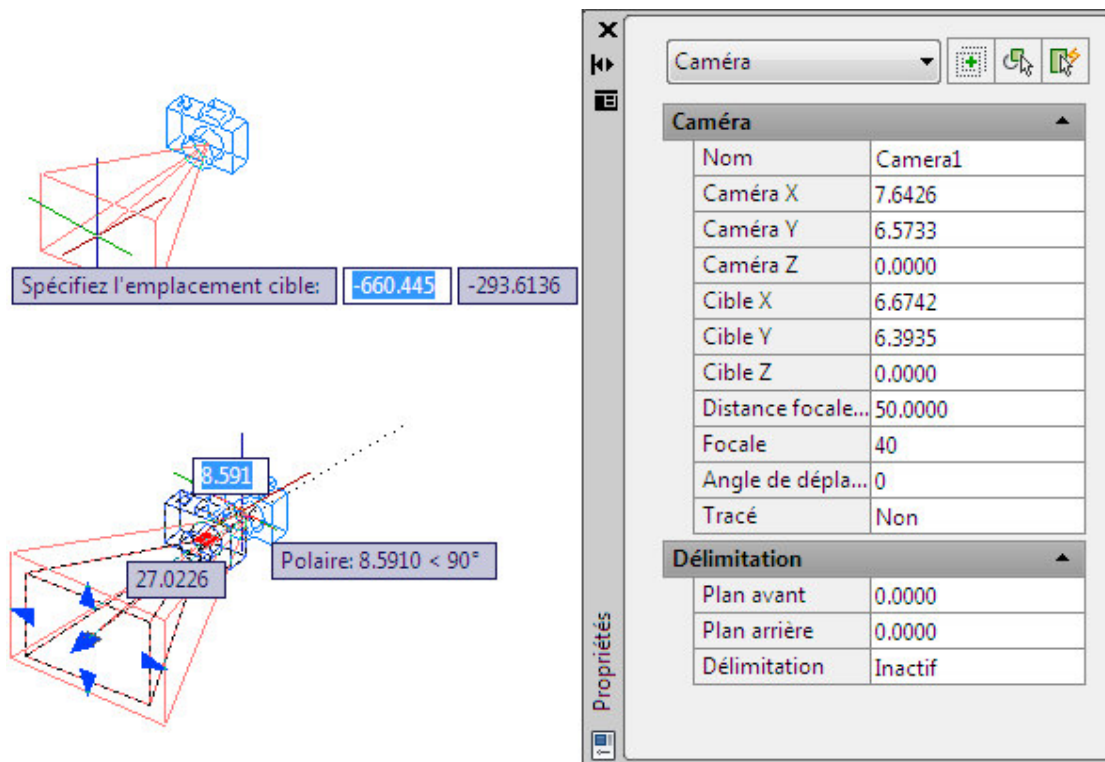 Spécifiez l'emplacement cible: -660.445 -293.6136
8.591
Polaire: 8.5910 < 90°
27.0226
Caméra
Caméra
Nom Camera1
Caméra X 7.6426
Caméra Y 6.5733
Caméra Z 0.0000
Cible X 6.6742
Cible Y 6.3935
Cible Z 0.0000
Distance focale... 50.0000
Focale 40
Angle de dépla... 0
Tracé Non
Délimitation
Plan avant 0.0000
Plan arrière 0.0000
Délimitation Inactif
Propriétés